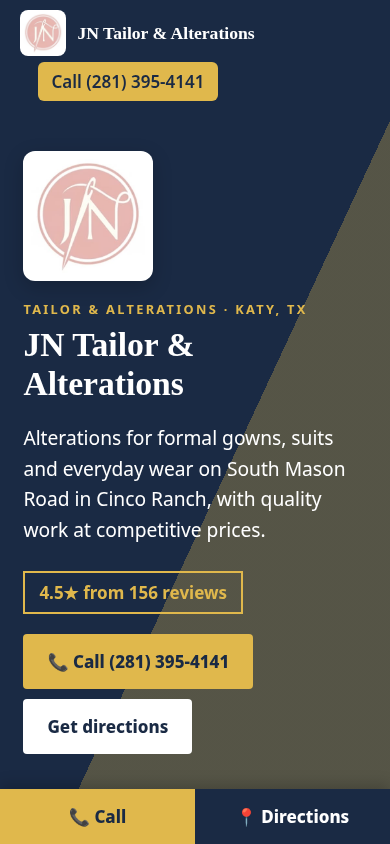 JN
JN Tailor & Alterations
Call (281) 395-4141
JN
TAILOR & ALTERATIONS · KATY, TX
JN Tailor &
Alterations
Alterations for formal gowns, suits
and everyday wear on South Mason
Road in Cinco Ranch, with quality
work at competitive prices.
4.5★ from 156 reviews
📞 Call (281) 395-4141
Get directions
📞 Call
📍 Directions